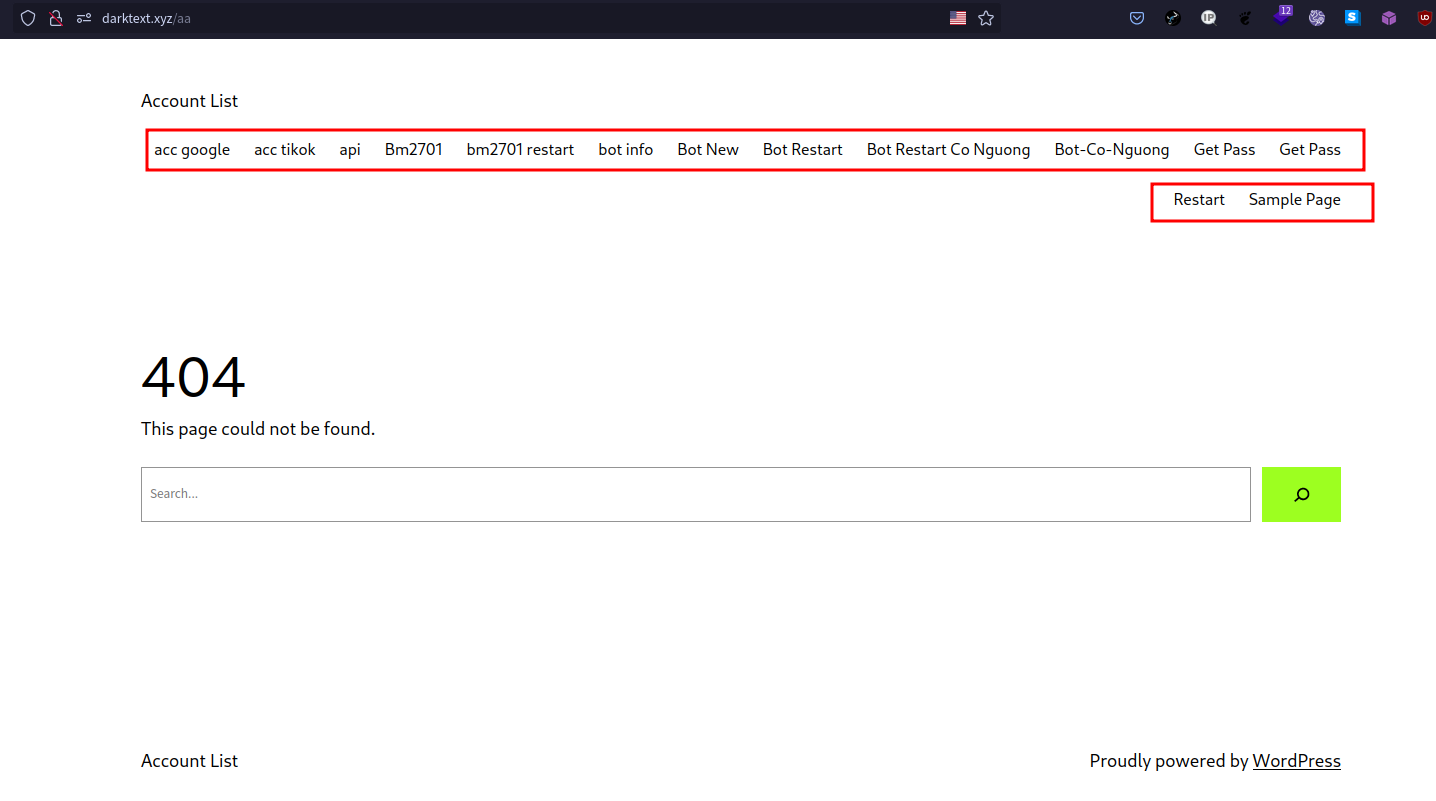 darktext.xyz/aa
12
IP
S
UD
Account List
acc google acc tikok api Bm2701 bm2701 restart bot info Bot New Bot Restart Bot Restart Co Nguong Bot-Co-Nguong Get Pass Get Pass
Restart Sample Page
404
This page could not be found.
Search...
Account List Proudly powered by WordPress